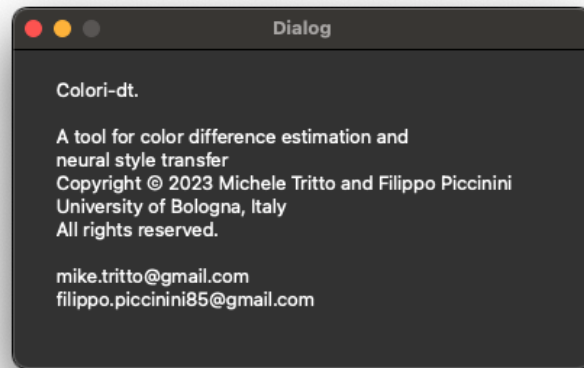 Dialog
Colori-dt.
A tool for color difference estimation and
neural style transfer
Copyright © 2023 Michele Tritto and Filippo Piccinini
University of Bologna, Italy
All rights reserved.
mike.tritto@gmail.com
filippo.piccinini85@gmail.com